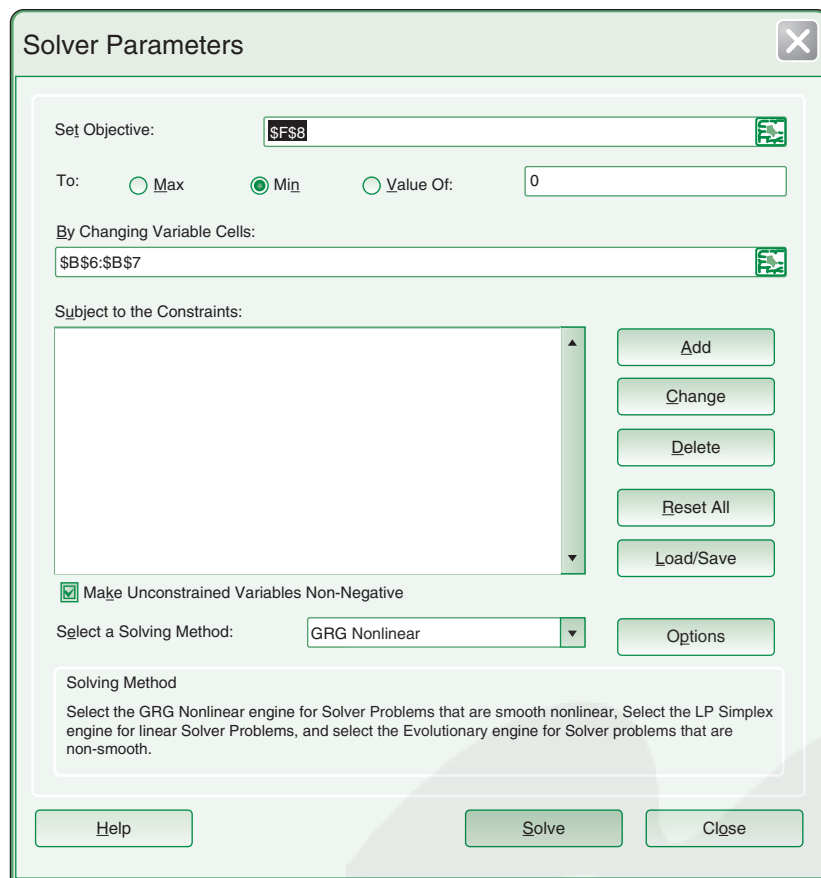 Solver Parameters
Set Objective:
$F$8
To:
Max
Min
Value Of:
0
By Changing Variable Cells:
$B$6:$B$7
Subject to the Constraints:
Add
Change
Delete
Reset All
Load/Save
Make Unconstrained Variables Non-Negative
Select a Solving Method:
GRG Nonlinear
Options
Solving Method
Select the GRG Nonlinear engine for Solver Problems that are smooth nonlinear, Select the LP Simplex
engine for linear Solver Problems, and select the Evolutionary engine for Solver problems that are
non-smooth.
Help
Solve
Close